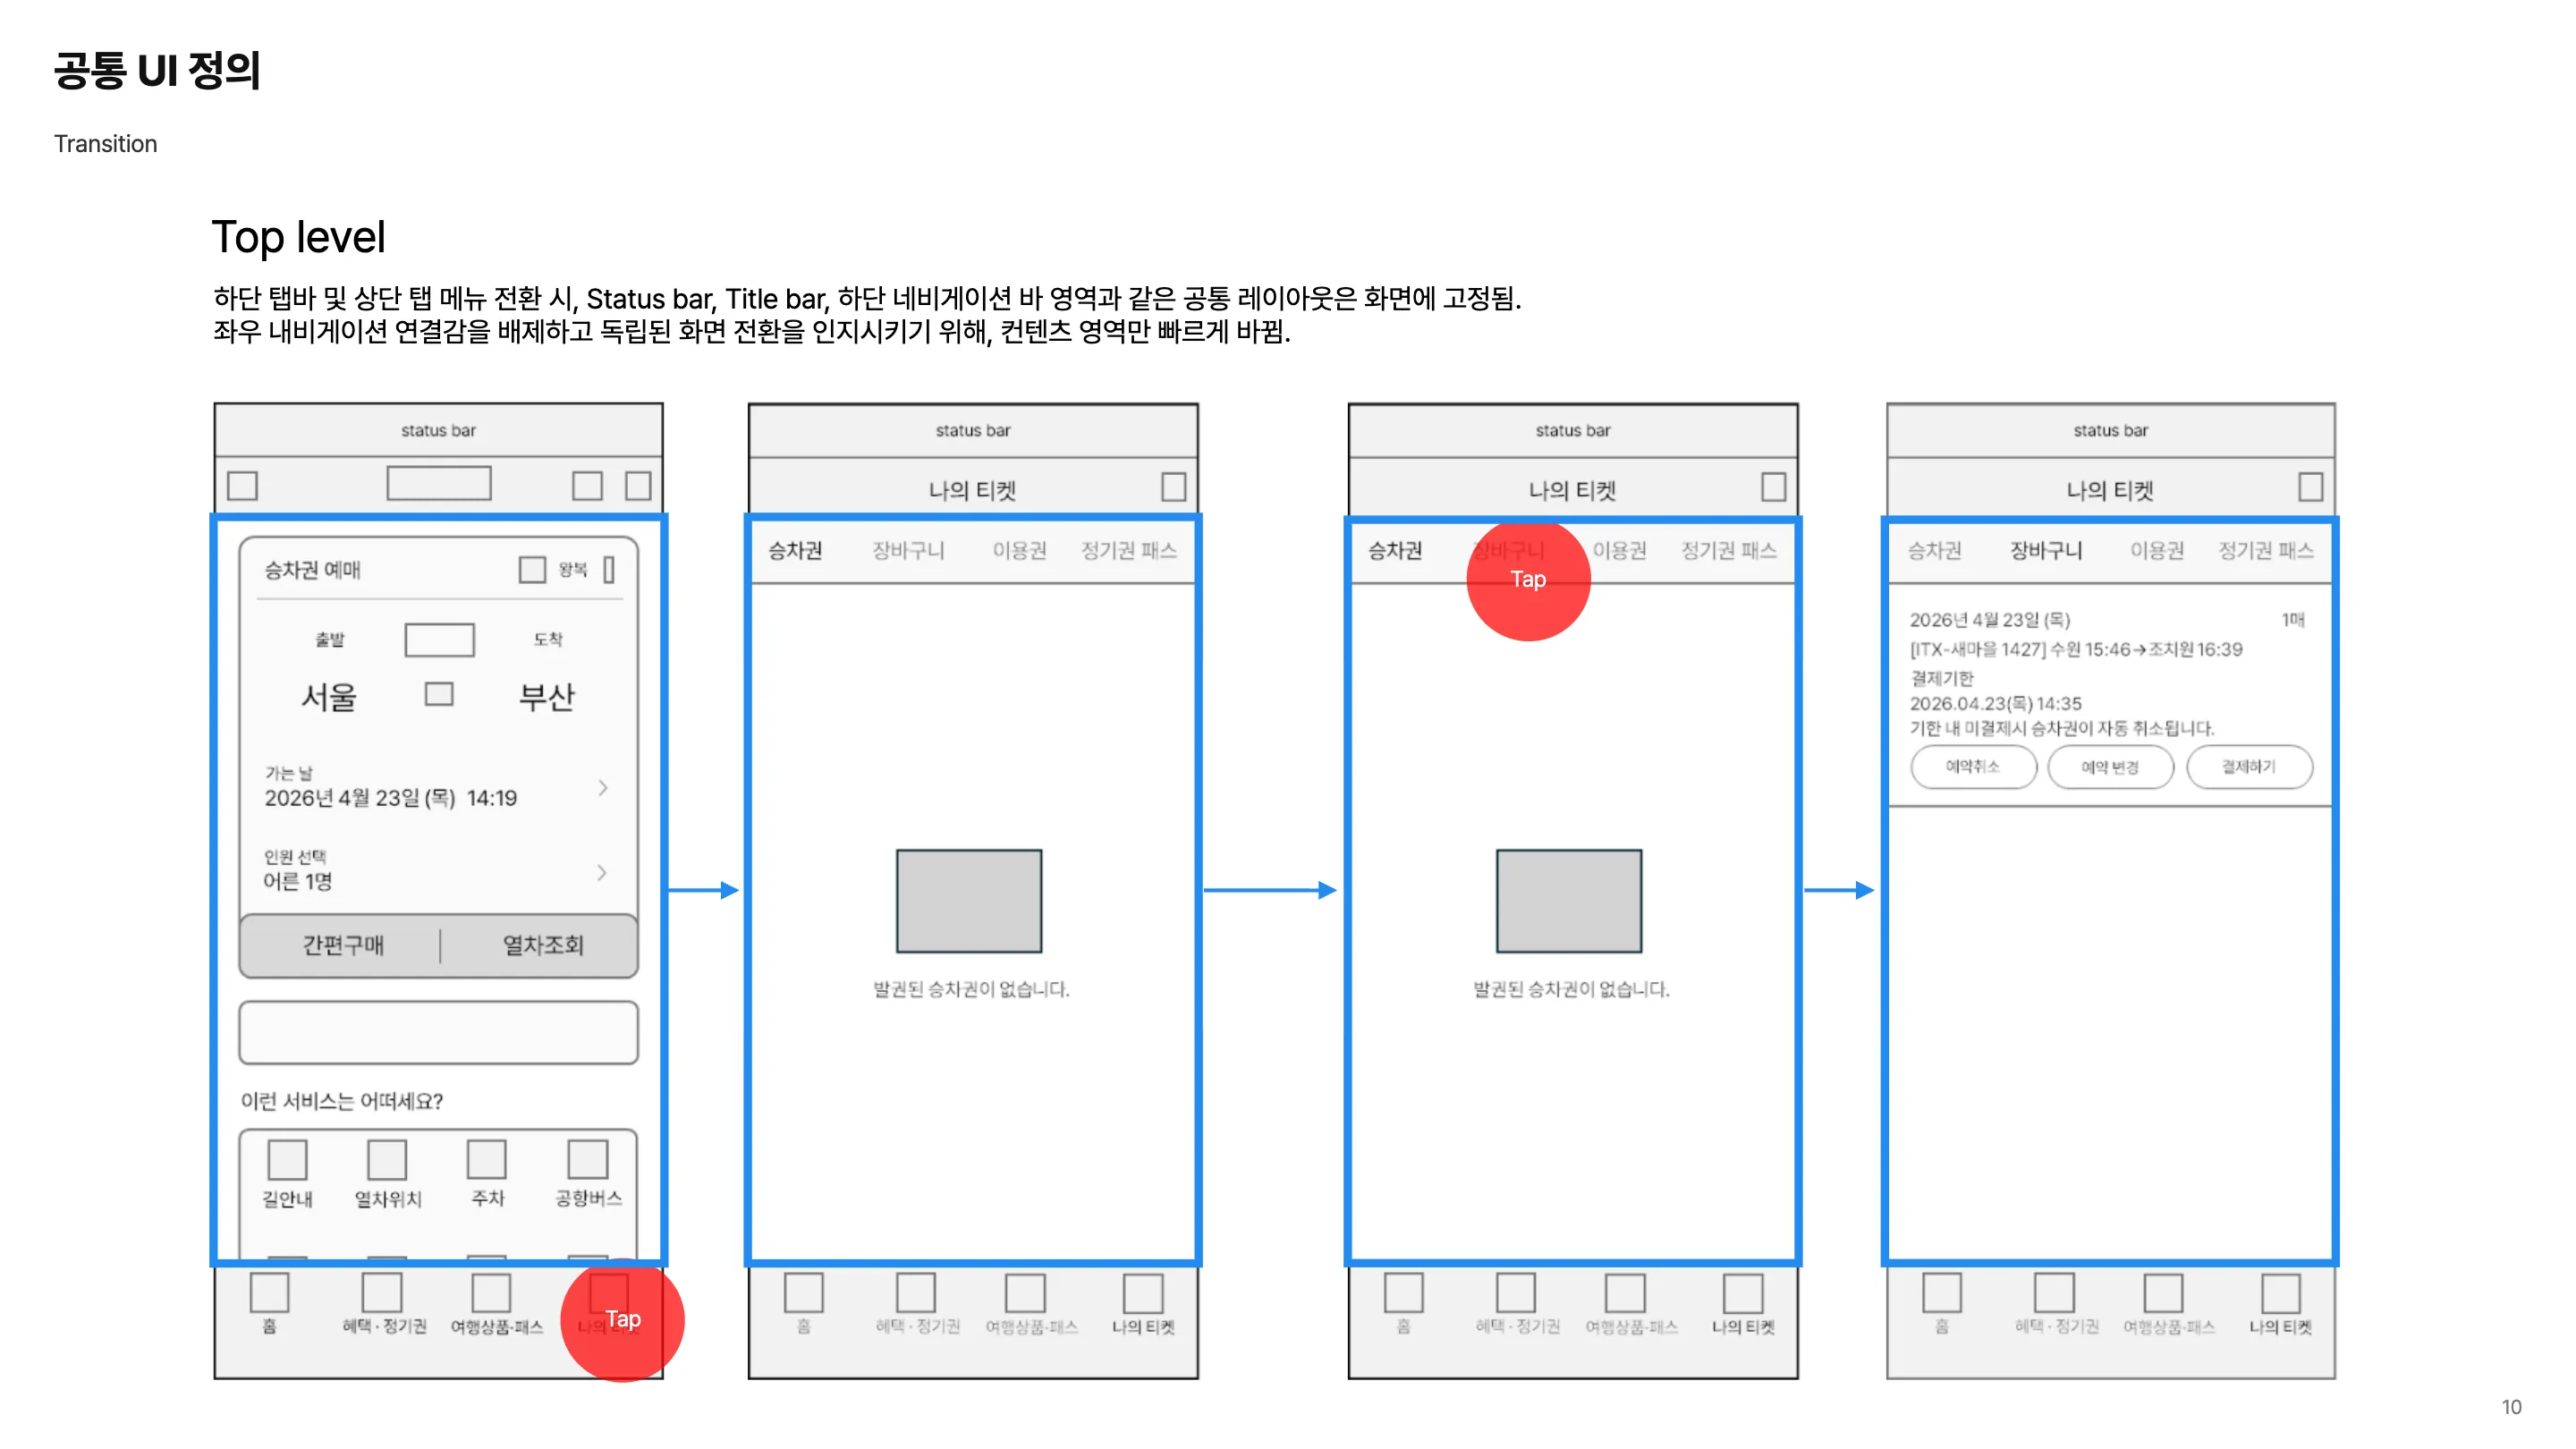 공통 UI 정의
Transition
Top level
하단 탭바 및 상단 탭 메뉴 전환 시, Status bar, Title bar, 하단 네비게이션 바 영역과 같은 공통 레이아웃은 화면에 고정됨.
좌우 내비게이션 연결감을 배제하고 독립된 화면 전환을 인지시키기 위해, 컨텐츠 영역만 빠르게 바뀜.
status bar
승차권 예매
왕복
출발
도착
서울
부산
가는 날
2026년 4월 23일 (목) 14:19
인원 선택
어른 1명
간편구매
열차조회
이런 서비스는 어떠세요?
길안내
열차위치
주차
공항버스
홈
혜택 · 정기권
여행상품·패스
나의 티켓
Tap
status bar
나의 티켓
승차권
장바구니
이용권
정기권 패스
발권된 승차권이 없습니다.
홈
혜택 · 정기권
여행상품·패스
나의 티켓
status bar
나의 티켓
승차권
장바구니
이용권
정기권 패스
Tap
발권된 승차권이 없습니다.
홈
혜택 · 정기권
여행상품·패스
나의 티켓
status bar
나의 티켓
승차권
장바구니
이용권
정기권 패스
2026년 4월 23일 (목)
1매
[ITX-새마을 1427] 수원 15:46→조치원 16:39
결제기한
2026.04.23(목) 14:35
기한 내 미결제시 승차권이 자동 취소됩니다.
예약취소
예약 변경
결제하기
홈
혜택 · 정기권
여행상품·패스
나의 티켓
10